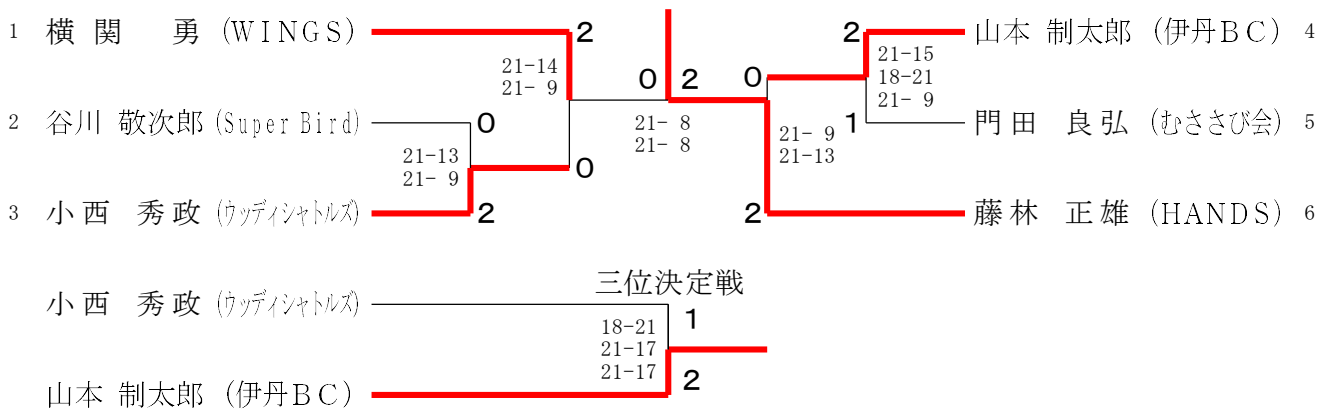 1 横関 勇 (WINGS) 2 2 山本 制太郎 (伊丹BC) 4
21-14 0 2 0 21-15
21- 9 18-21
21- 9
2 谷川 敬次郎 (Super Bird) 0 21- 8 21- 9 1 門田 良弘 (むささび会) 5
21- 8 21-13
21-13 0
21- 9
3 小西 秀政 (ウッディシャトルズ) 2 2 藤林 正雄 (HANDS) 6
三位決定戦
小西 秀政 (ウッディシャトルズ) 1
18-21
21-17
21-17
山本 制太郎 (伊丹BC) 2